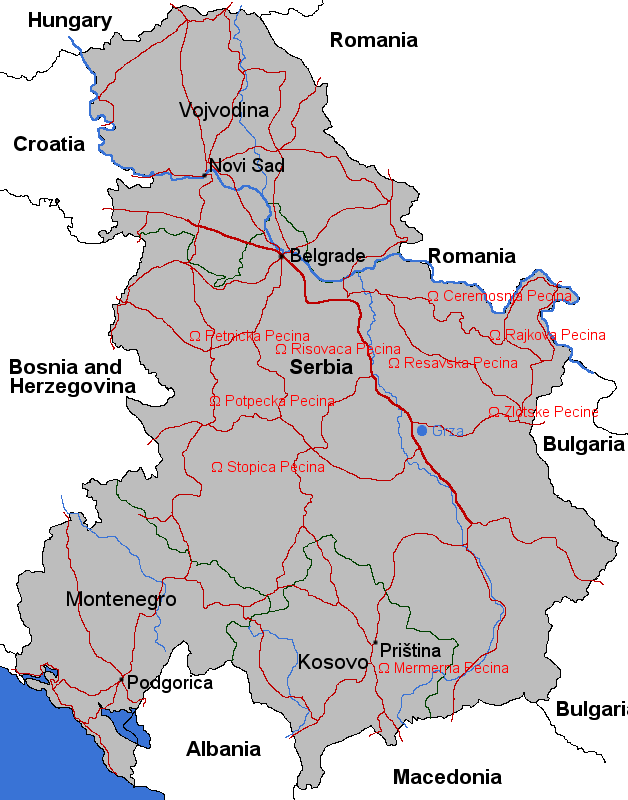 Hungary
Romania
Vojvodina
Croatia
Novi Sad
Belgrade
Romania
Ω Ceremosna Pecina
Ω Petnicka Pecina
Ω Rajkova Pecina
Ω Risovaca Pecina
Bosnia and
Herzegovina
Serbia
Ω Resavska Pecina
Ω Potpecka Pecina
Ω Zlotske Pecine
Grza
Bulgaria
Ω Stopica Pecina
Montenegro
Priština
Kosovo
Ω Mermerna Pecina
Podgorica
Bulgaria
Albania
Macedonia